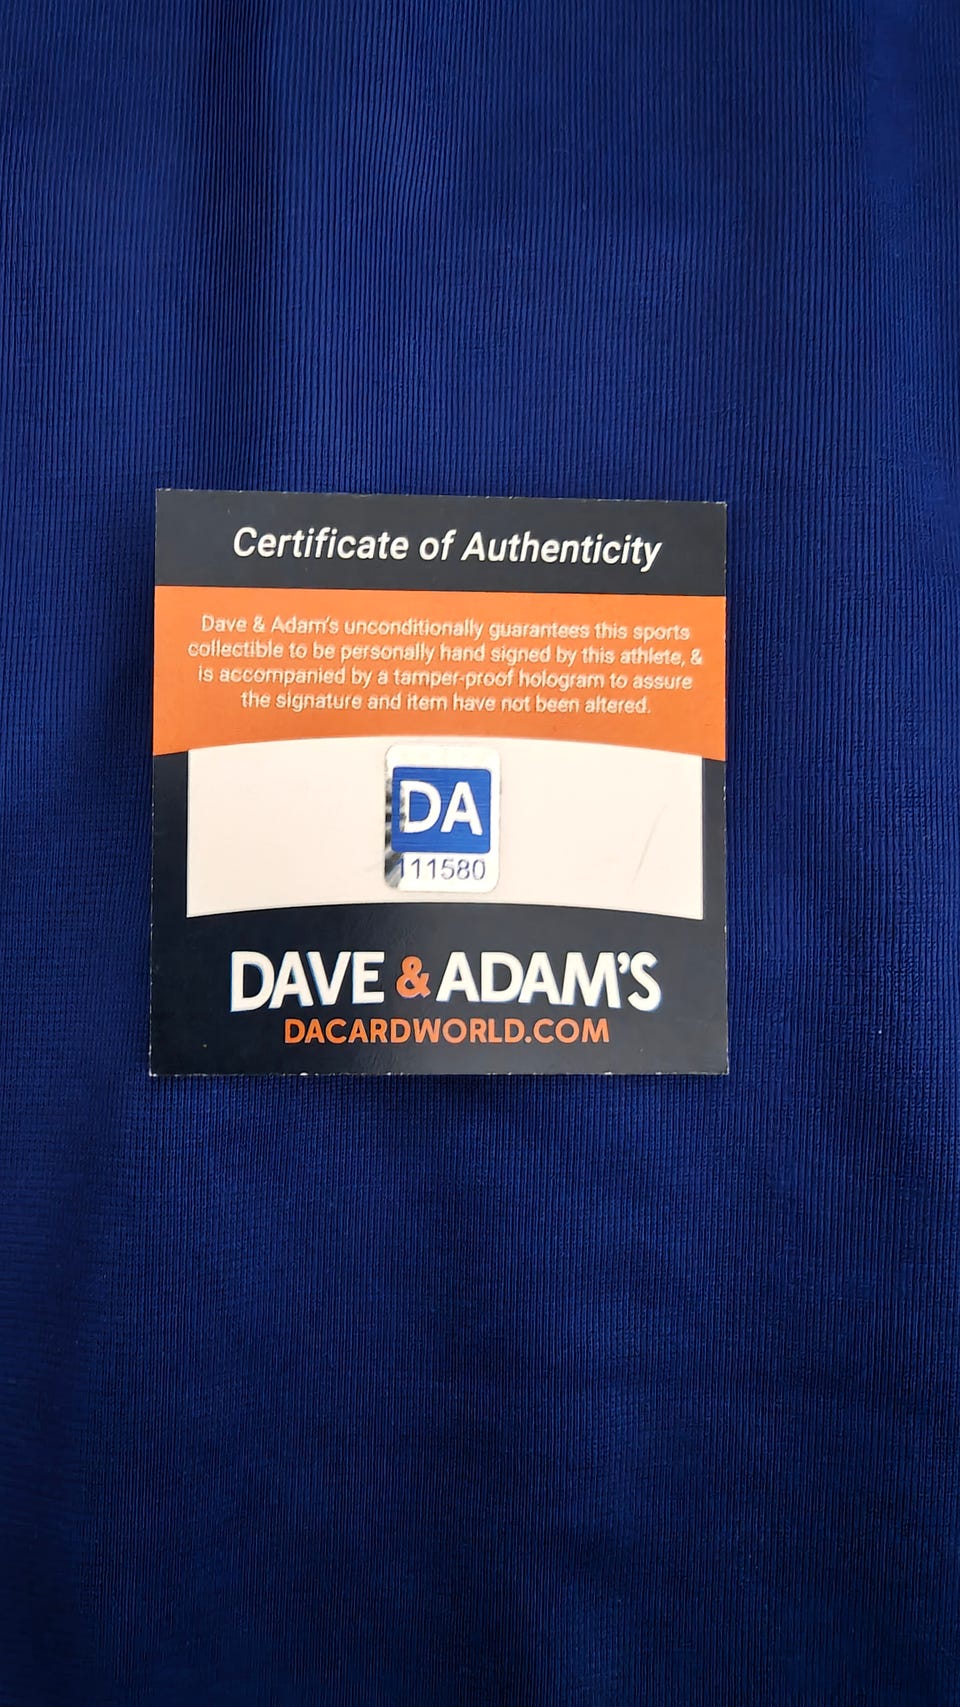 Certificate of Authenticity
Dave & Adam's unconditionally guarantees this sports
collectible to be personally hand signed by this athlete, &
is accompanied by a tamper-proof hologram to assure
the signature and item have not been altered.
DA
111580
DAVE & ADAM'S
DACARDWORLD.COM